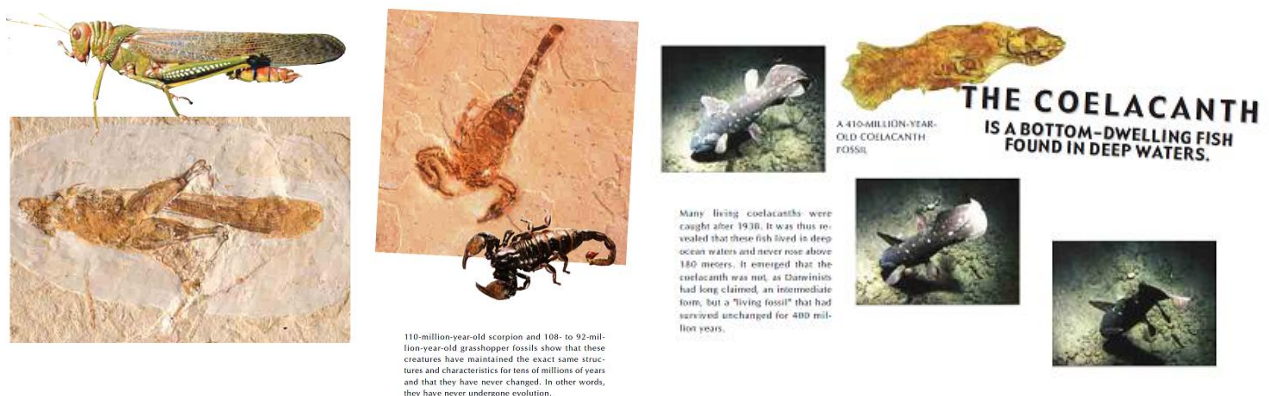 THE COELACANTH
IS A BOTTOM-DWELLING FISH
FOUND IN DEEP WATERS.
A 410-MILLION-YEAR-
OLD COELACANTH
FOSSIL
Many living coelacanths were
caught after 1938. It was thus re-
vealed that these fish lived in deep
ocean waters and never rose above
180 meters. It emerged that the
coelacanth was not, as Darwinists
had long claimed, an intermediate
form, but a "living fossil" that had
survived unchanged for 400 mil-
lion years.
110-million-year-old scorpion and 108- to 92-mil-
lion-year-old grasshopper fossils show that these
creatures have maintained the exact same struc-
tures and characteristics for tens of millions of years
and that they have never changed. In other words,
they have never undergone evolution.